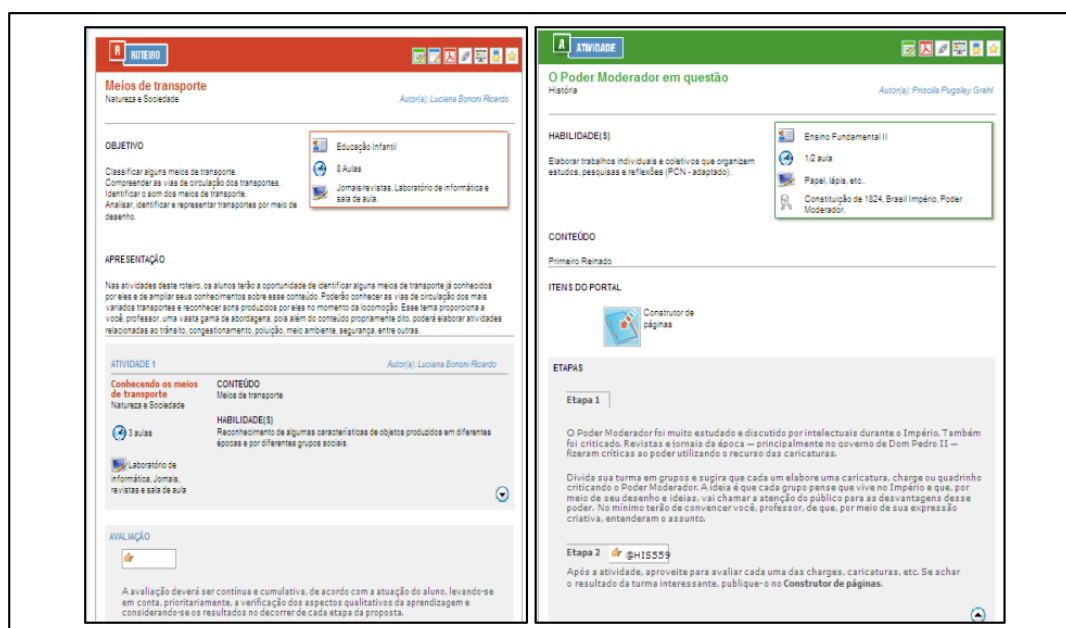 R ROTEIRO
Meios de transporte
Natureza e Sociedade
Autor(a): Luciana Bononi Ricardo
OBJETIVO
Classificar alguns meios de transporte.
Compreender as vias de circulação dos transportes.
Identificar o som dos meios de transporte.
Analisar, identificar e representar transportes por meio de
desenho.
Educação Infantil
5 Aulas
Jornais revistas, Laboratório de informática e
sala de aula.
APRESENTAÇÃO
Nas atividades deste roteiro, os alunos terão a oportunidade de identificar alguns meios de transporte já conhecidos
por eles e de ampliar seus conhecimentos sobre esse conteúdo. Poderão conhecer as vias de circulação dos mais
variados transportes e reconhecer sons produzidos por eles no momento da locomoção. Esse tema proporciona a
você, professor, uma vasta gama de abordagens, pois além do conteúdo propriamente dito, poderá elaborar atividades
relacionadas ao trânsito, congestionamento, poluição, meio ambiente, segurança, entre outras.
ATIVIDADE 1
Autor(a): Luciana Bononi Ricardo
Conhecendo os meios
de transporte
Natureza e Sociedade
3 aulas
Laboratório de
informática, Jornais,
revistas e sala de aula
CONTEÚDO
Meios de transporte
HABILIDADE(S)
Reconhecimento de algumas características de objetos produzidos em diferentes
épocas e por diferentes grupos sociais.
AVALIAÇÃO
A avaliação deverá ser contínua e cumulativa, de acordo com a atuação do aluno, levando-se
em conta, prioritariamente, a verificação dos aspectos qualitativos da aprendizagem e
considerando-se os resultados no decorrer de cada etapa da proposta.
A ATIVIDADE
O Poder Moderador em questão
História
Autor(a): Priscila Pugsley Grahl
HABILIDADE(S)
Elaborar trabalhos individuais e coletivos que organizem
estudos, pesquisas e reflexões (PCN - adaptado).
Ensino Fundamental II
1/2 aula
Papel, lápis, etc..
Constituição de 1824, Brasil Império, Poder
Moderador.
CONTEÚDO
Primeiro Reinado
ITENS DO PORTAL
Construtor de
páginas
ETAPAS
Etapa 1
O Poder Moderador foi muito estudado e discutido por intelectuais durante o Império. Também
foi criticado. Revistas e jornais da época — principalmente no governo de Dom Pedro II —
fizeram críticas ao poder utilizando o recurso das caricaturas.
Divida sua turma em grupos e sugira que cada um elabore uma caricatura, charge ou quadrinho
criticando o Poder Moderador. A ideia é que cada grupo pense que vive no Império e que, por
meio de seu desenho e ideias, vai chamar a atenção do público para as desvantagens desse
poder. No mínimo terão de convencer você, professor, de que, por meio de sua expressão
criativa, entenderam o assunto.
Etapa 2 @HIS559
Após a atividade, aproveite para avaliar cada uma das charges, caricaturas, etc. Se achar
o resultado da turma interessante, publique-o no Construtor de páginas.